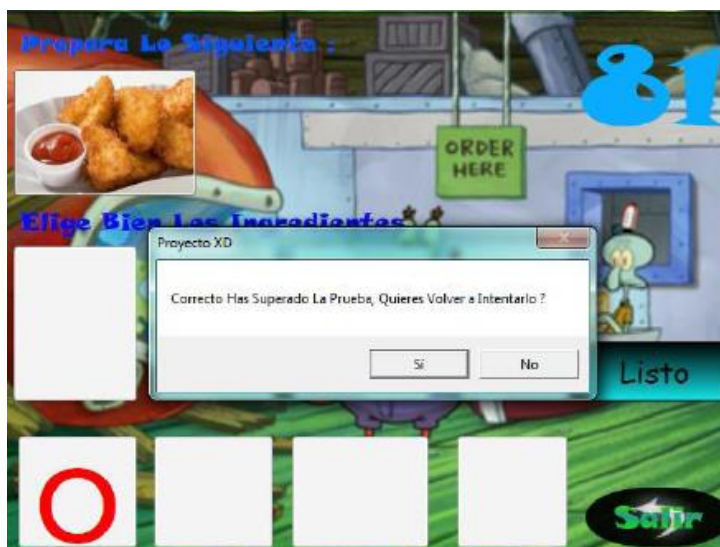 Prepara Lo Siguiente :
81
ORDER
HERE
Elige Bien Los Ingredientes
Proyecto XD
Correcto Has Superado La Prueba, Quieres Volver a Intentarlo ?
Sí
No
Listo
O
Salir